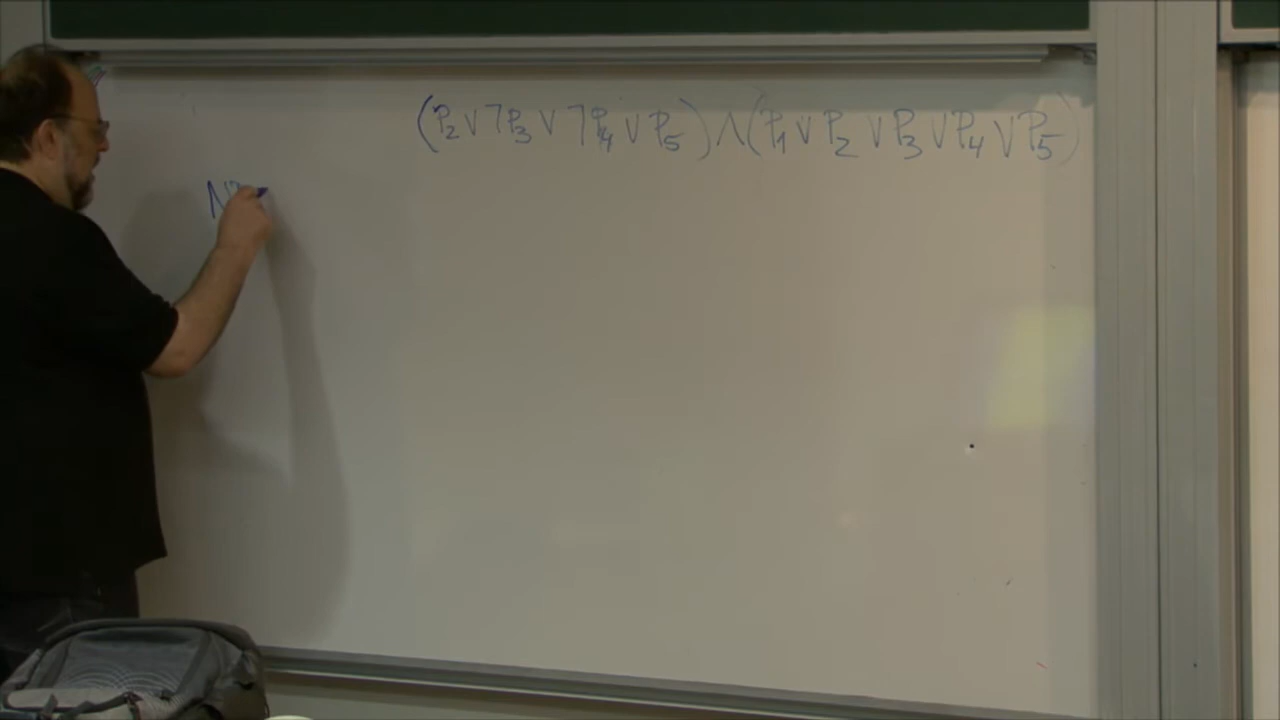 (P₂ ∨ ¬P₃ ∨ ¬P₄ ∨ P₅) ∧ (P₁ ∨ P₂ ∨ P₃ ∨ P₄ ∨ P₅)